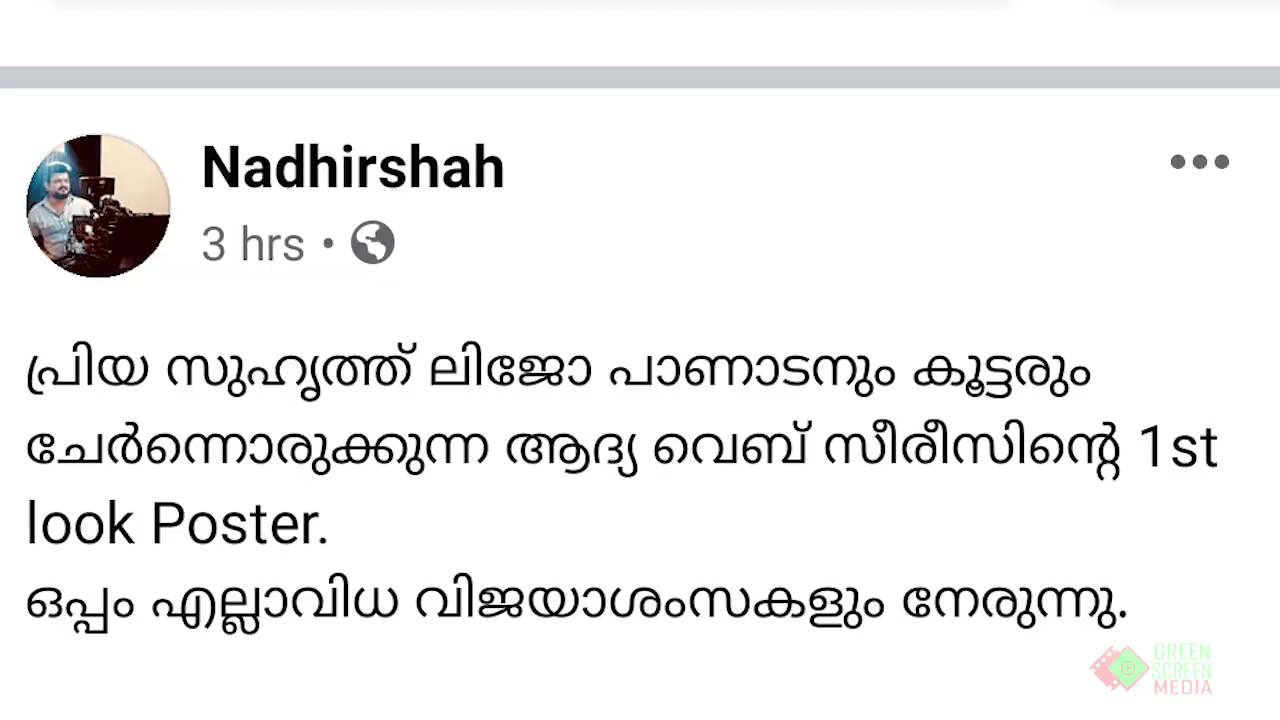 Nadhirshah
3 hrs •
പ്രിയ സുഹൃത്ത് ലിജോ പാണാടനും കൂട്ടരും
ചേർന്നൊരുക്കുന്ന ആദ്യ വെബ് സീരീസിന്റെ 1st
look Poster.
ഒപ്പം എല്ലാവിധ വിജയാശംസകളും നേരുന്നു.
GREEN
SCREEN
MEDIA